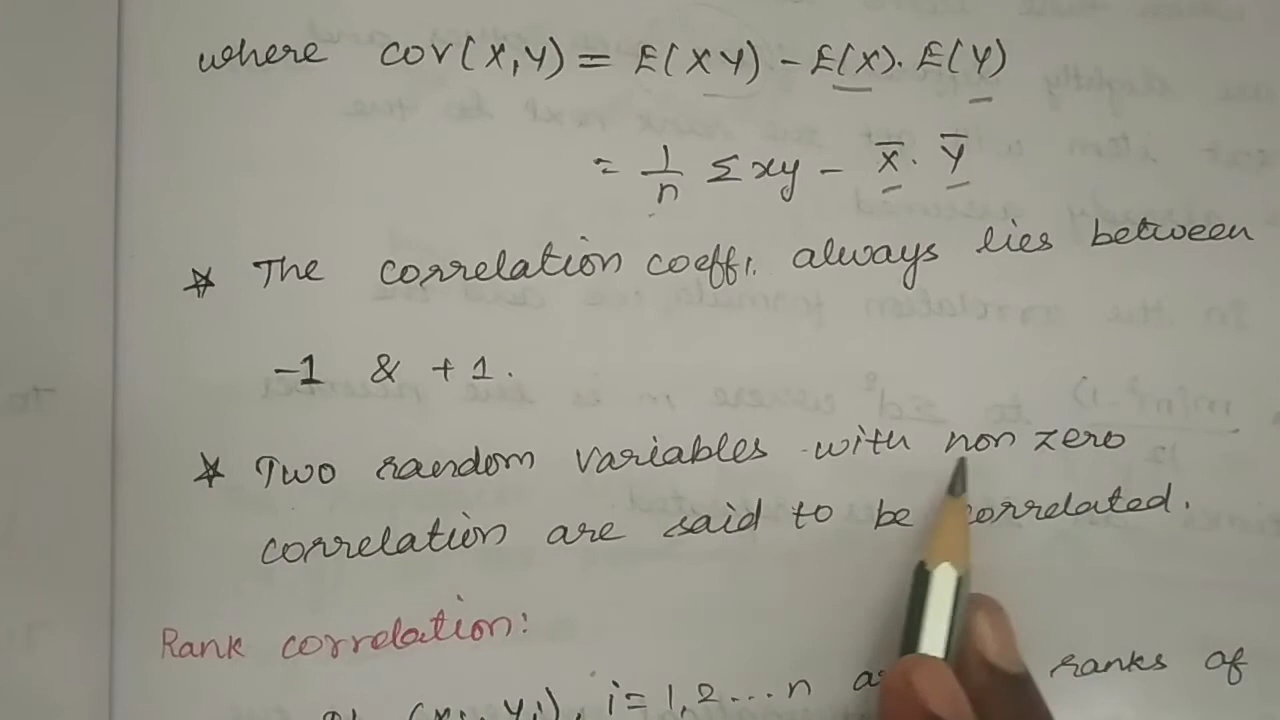 where cov(X,Y) = E(XY) - E(X). E(Y)
= 1/n Σxy - x̄. ȳ
* The correlation coeff. always lies between
-1 & +1.
* Two random variables with non zero
correlation are said to be correlated.
Rank correlation:
i = 1,2...n ranks of